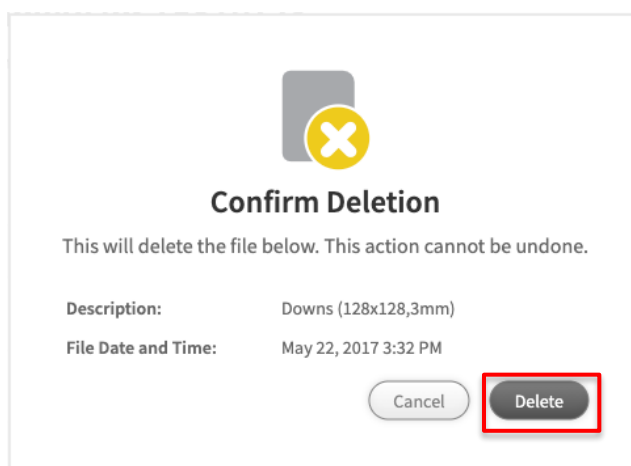 Confirm Deletion
This will delete the file below. This action cannot be undone.
Description: Downs (128x128,3mm)
File Date and Time: May 22, 2017 3:32 PM
Cancel Delete